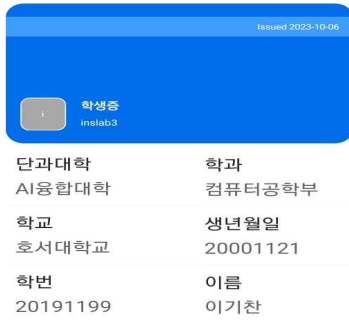 Issued 2023-10-06
i
학생증
inslab3
단과대학 학과
AI융합대학 컴퓨터공학부
학교 생년월일
호서대학교 20001121
학번 이름
20191199 이기찬